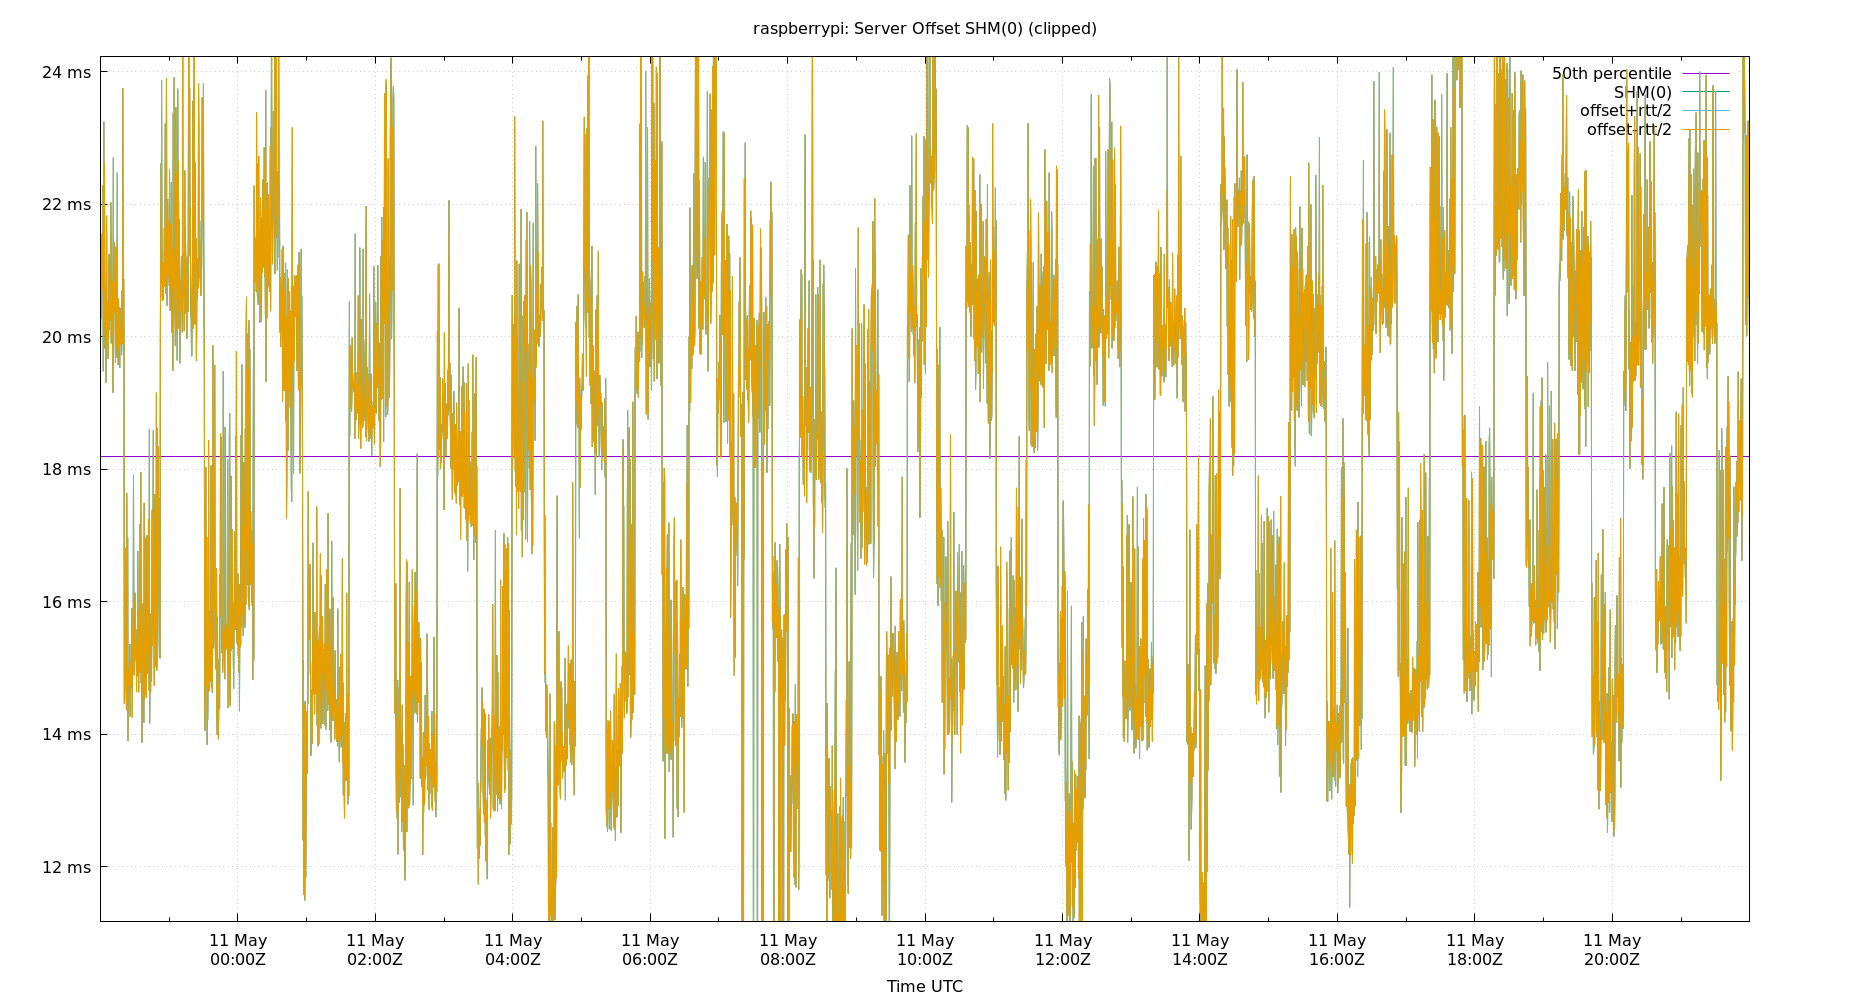 raspberrypi: Server Offset SHM(0) (clipped)
24 ms
22 ms
20 ms
18 ms
16 ms
14 ms
12 ms
50th percentile
SHM(0)
offset+rtt/2
offset-rtt/2
11 May 11 May 11 May 11 May 11 May 11 May 11 May 11 May 11 May 11 May 11 May
00:00Z 02:00Z 04:00Z 06:00Z 08:00Z 10:00Z 12:00Z 14:00Z 16:00Z 18:00Z 20:00Z
Time UTC